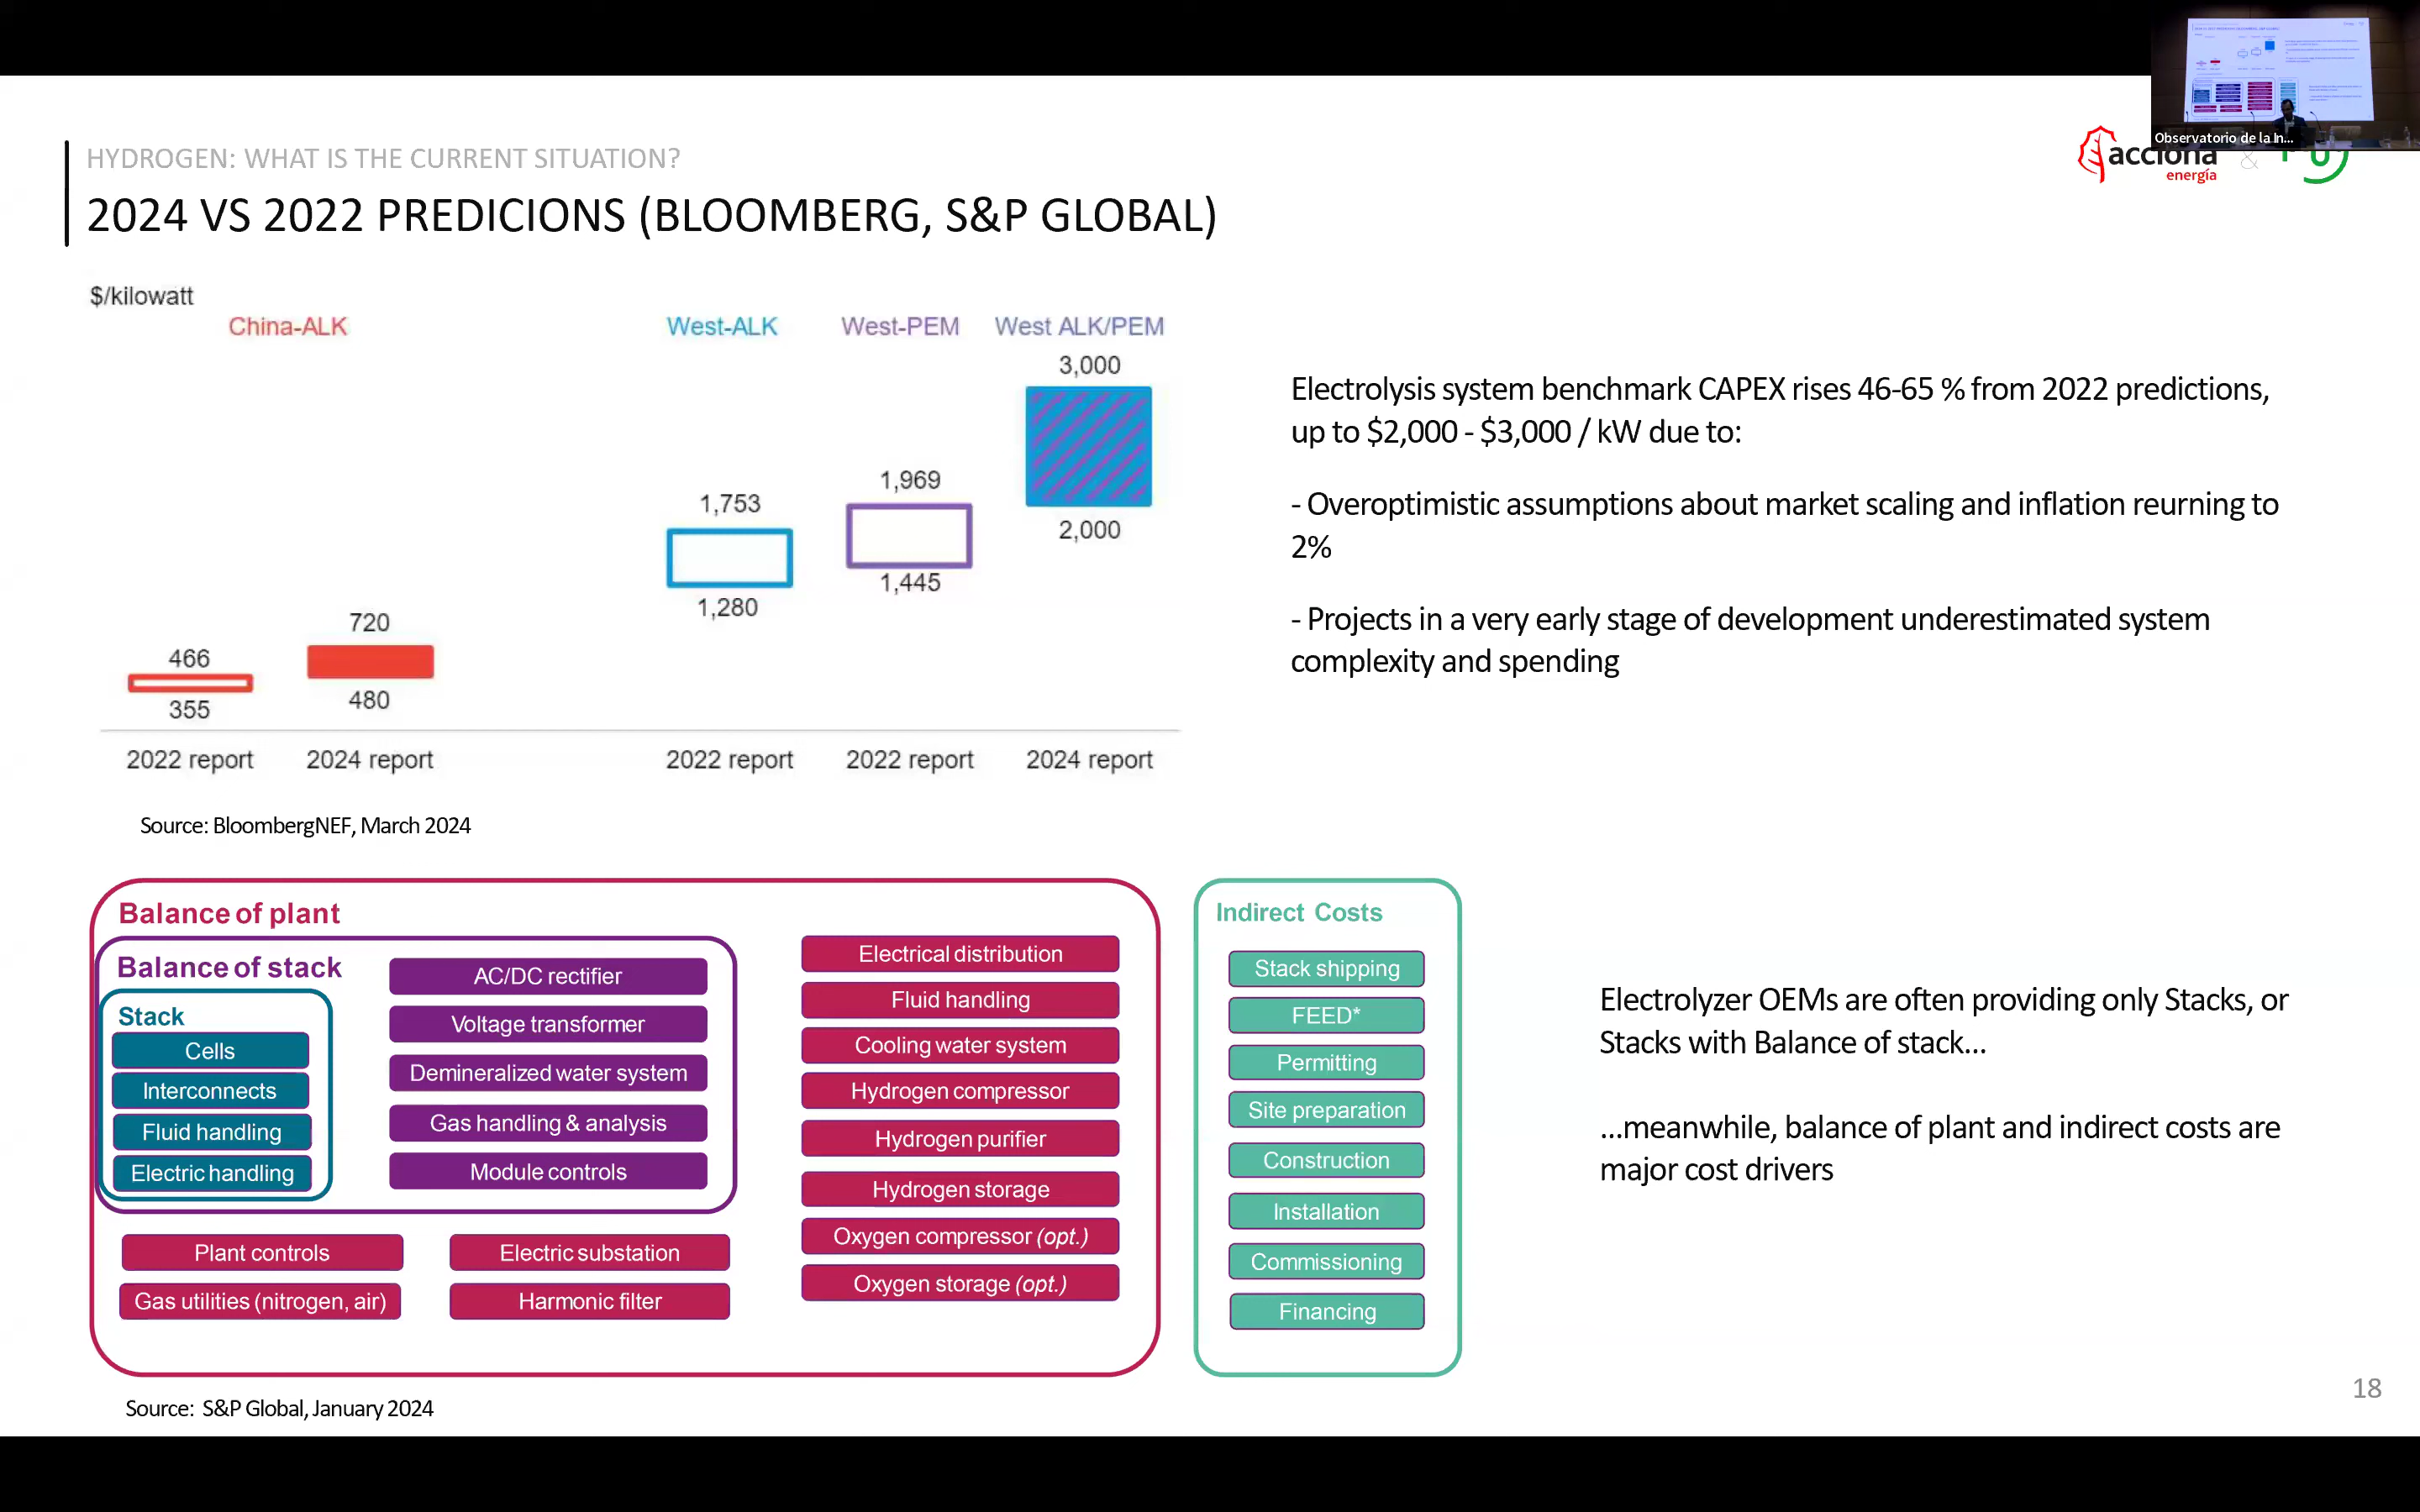 Observatorio de la In...
HYDROGEN: WHAT IS THE CURRENT SITUATION?
2024 VS 2022 PREDICIONS (BLOOMBERG, S&P GLOBAL)
acciona
energía
&
$/kilowatt
China-ALK
West-ALK
West-PEM
West ALK/PEM
3,000
2,000
1,969
1,445
1,753
1,280
720
480
466
355
2022 report
2024 report
2022 report
2022 report
2024 report
Source: BloombergNEF, March 2024
Electrolysis system benchmark CAPEX rises 46-65 % from 2022 predictions,
up to $2,000 - $3,000 / kW due to:
- Overoptimistic assumptions about market scaling and inflation reurning to
2%
- Projects in a very early stage of development underestimated system
complexity and spending
Balance of plant
Balance of stack
Stack
Cells
Interconnects
Fluid handling
Electric handling
AC/DC rectifier
Voltage transformer
Demineralized water system
Gas handling & analysis
Module controls
Plant controls
Electric substation
Gas utilities (nitrogen, air)
Harmonic filter
Electrical distribution
Fluid handling
Cooling water system
Hydrogen compressor
Hydrogen purifier
Hydrogen storage
Oxygen compressor (opt.)
Oxygen storage (opt.)
Indirect Costs
Stack shipping
FEED*
Permitting
Site preparation
Construction
Installation
Commissioning
Financing
Electrolyzer OEMs are often providing only Stacks, or
Stacks with Balance of stack...
...meanwhile, balance of plant and indirect costs are
major cost drivers
Source: S&P Global, January 2024
18